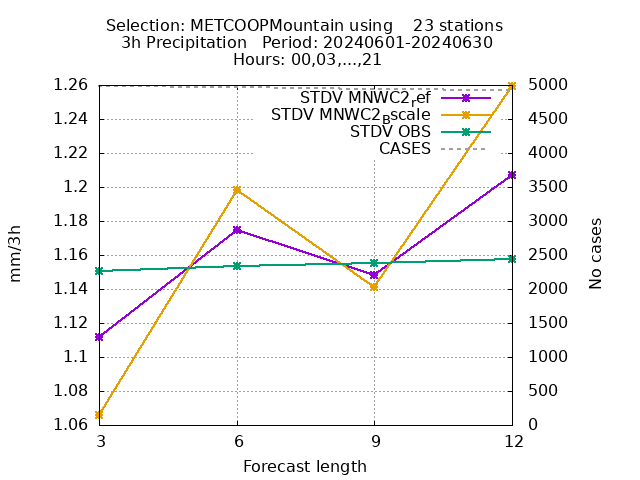 Selection: METCOOPMountain using    23 stations
3h Precipitation   Period: 20240601-20240630
Hours: 00,03,...,21
STDV MNWC2ref
STDV MNWC2Bscale
STDV OBS
CASES
1.26
1.24
1.22
1.2
1.18
1.16
1.14
1.12
1.1
1.08
1.06
mm/3h
5000
4500
4000
3500
3000
2500
2000
1500
1000
500
0
No cases
3 6 9 12
Forecast length